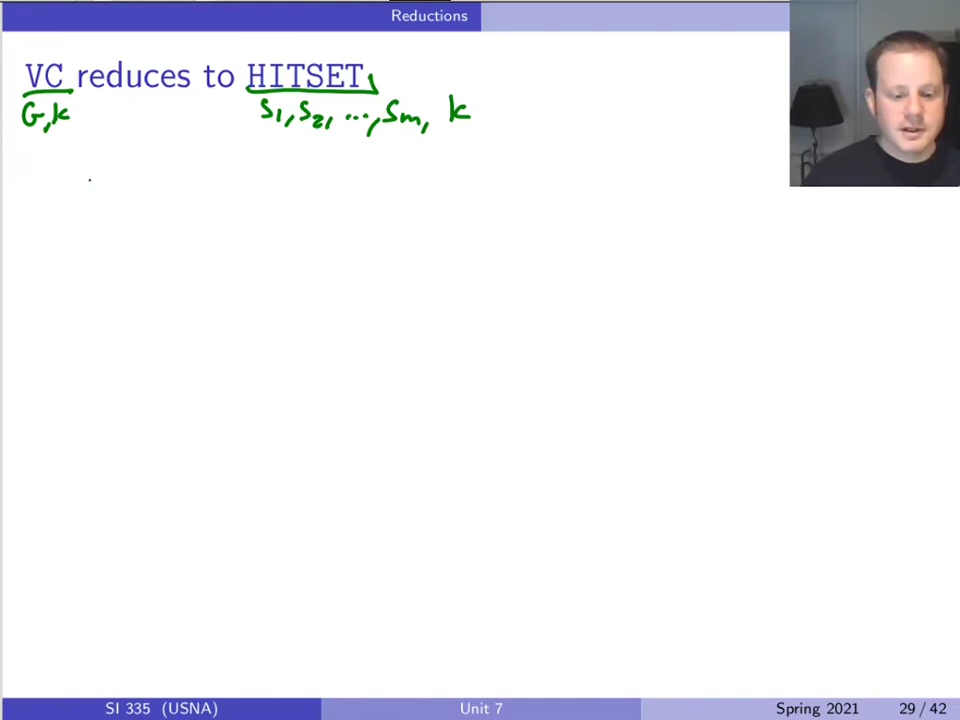 Reductions
VC reduces to HITSET
G,k S1, S2, ..., Sm, k
SI 335 (USNA) Unit 7 Spring 2021 29 / 42